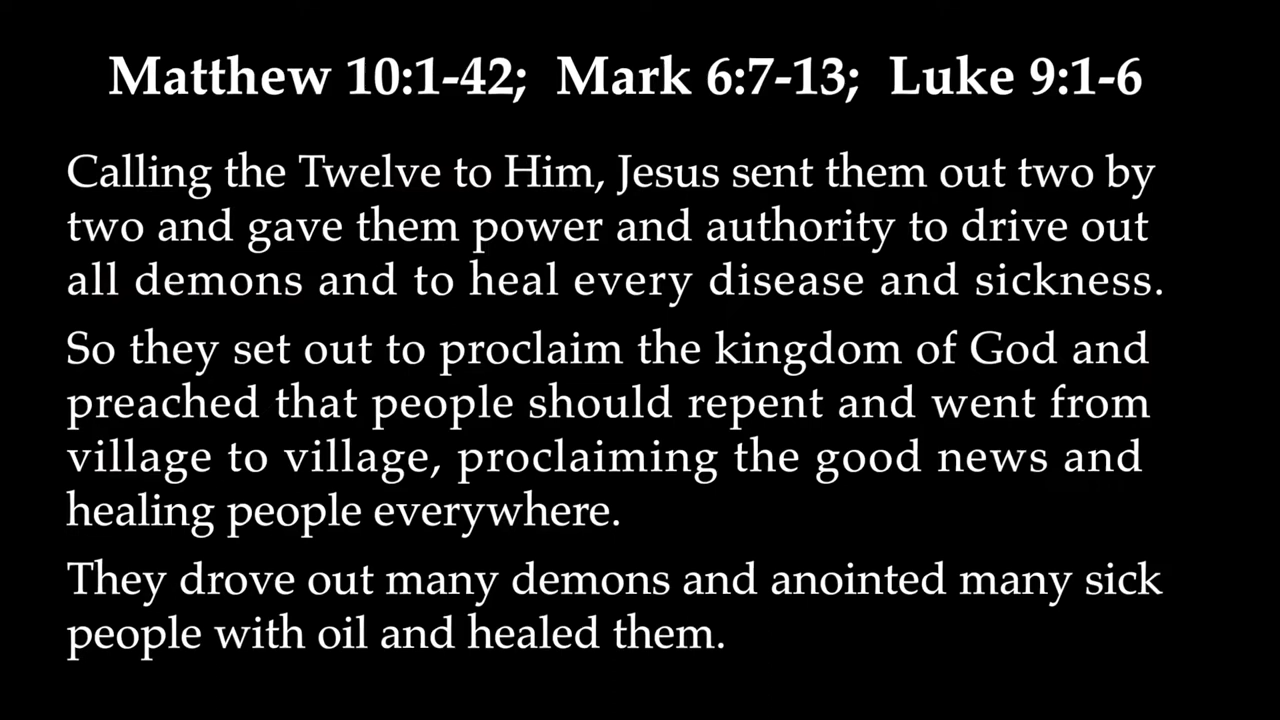 Matthew 10:1-42; Mark 6:7-13; Luke 9:1-6
Calling the Twelve to Him, Jesus sent them out two by
two and gave them power and authority to drive out
all demons and to heal every disease and sickness.
So they set out to proclaim the kingdom of God and
preached that people should repent and went from
village to village, proclaiming the good news and
healing people everywhere.
They drove out many demons and anointed many sick
people with oil and healed them.